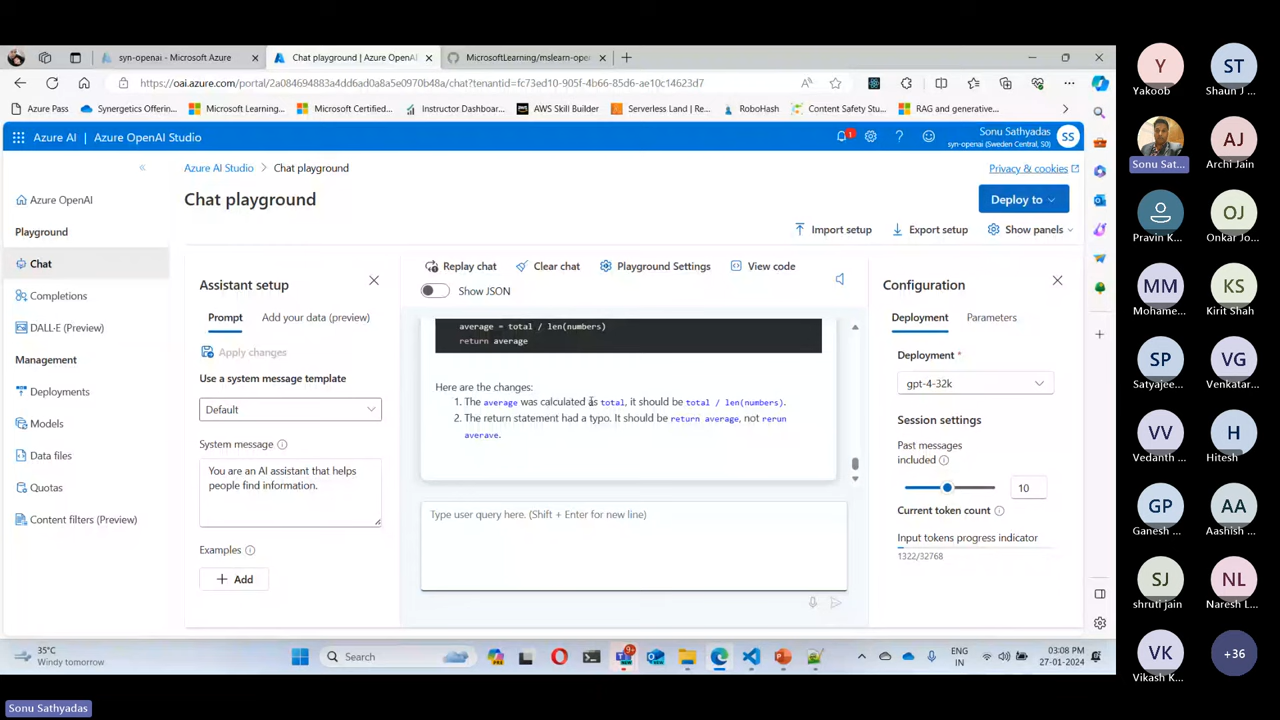 syn-openai - Microsoft Azure
Chat playground | Azure OpenAI
MicrosoftLearning/mslearn-oper
https://oai.azure.com/portal/2a084694883a4dd6ad0a8a5e0970b48a/chat?tenantid=fc73ed10-905f-4b66-85d6-ae10c14623d7
Azure Pass
Synergetics Offering...
Microsoft Learning...
Microsoft Certified...
Instructor Dashboar...
AWS Skill Builder
Serverless Land | Re...
RoboHash
Content Safety Stu...
RAG and generative...
Azure AI | Azure OpenAI Studio
1
Sonu Sathyadas
syn-openai (Sweden Central, S0)
SS
Azure AI Studio > Chat playground
Privacy & cookies
Chat playground
Deploy to
Import setup
Export setup
Show panels
Azure OpenAI
Playground
Chat
Completions
DALL-E (Preview)
Management
Deployments
Models
Data files
Quotas
Content filters (Preview)
Assistant setup
Prompt
Add your data (preview)
Apply changes
Use a system message template
Default
System message
You are an AI assistant that helps
people find information.
Examples
+ Add
Replay chat
Clear chat
Playground Settings
View code
Show JSON
average = total / len(numbers)
return average
Here are the changes:
1. The average was calculated as total, it should be total / len(numbers).
2. The return statement had a typo. It should be return average, not rerun
averave.
Type user query here. (Shift + Enter for new line)
Configuration
Deployment
Parameters
Deployment *
gpt-4-32k
Session settings
Past messages
included
10
Current token count
Input tokens progress indicator
1322/32768
35°C
Windy tomorrow
Search
9+
ENG
IN
03:08 PM
27-01-2024
Sonu Sathyadas
Y
Yakoob
ST
Shaun J ...
Sonu Sat...
AJ
Archi Jain
Pravin K...
OJ
Onkar Jo...
MM
Mohame...
KS
Kirit Shah
SP
Satyajee...
VG
Venkatar...
VV
Vedanth ...
H
Hitesh
GP
Ganesh ...
AA
Aashish ...
SJ
shruti jain
NL
Naresh L...
VK
Vikash K...
+36